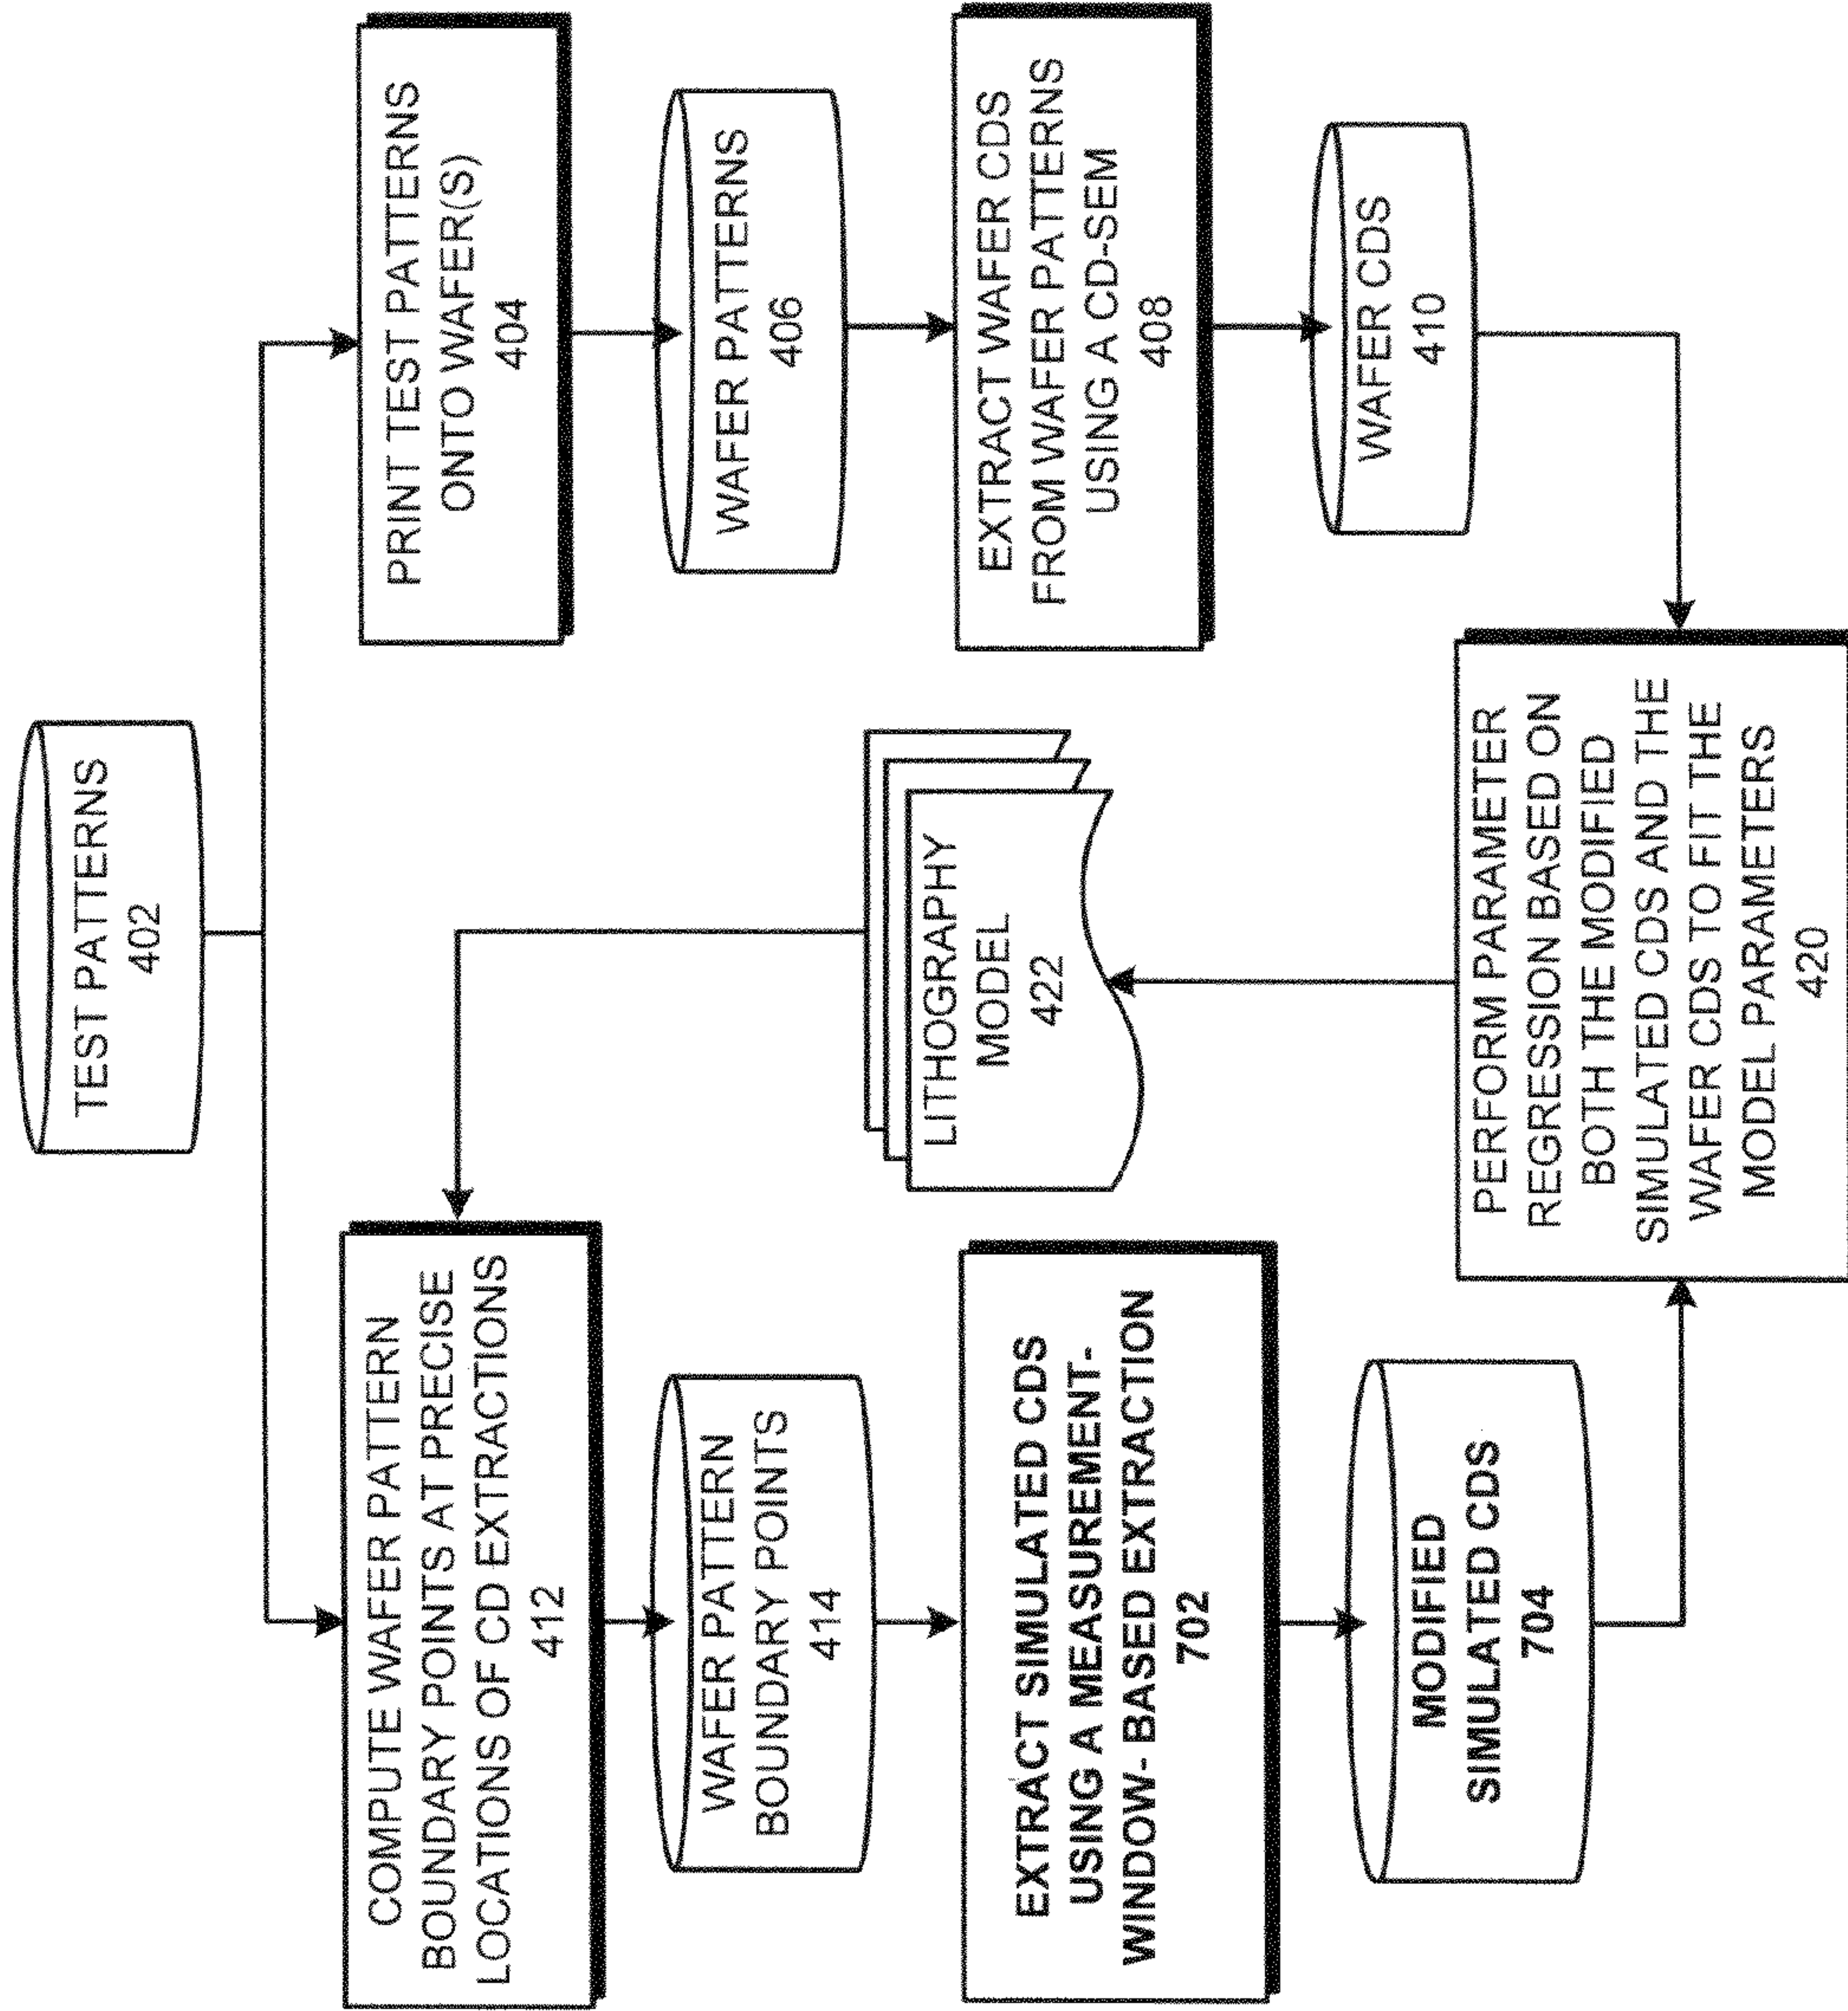 TEST PATTERNS
402
COMPUTE WAFER PATTERN
BOUNDARY POINTS AT PRECISE
LOCATIONS OF CD EXTRACTIONS
412
WAFER PATTERN
BOUNDARY POINTS
414
EXTRACT SIMULATED CDS
USING A MEASUREMENT-
WINDOW- BASED EXTRACTION
702
MODIFIED
SIMULATED CDS
704
PRINT TEST PATTERNS
ONTO WAFER(S)
404
WAFER PATTERNS
406
EXTRACT WAFER CDS
FROM WAFER PATTERNS
USING A CD-SEM
408
WAFER CDS
410
LITHOGRAPHY
MODEL
422
PERFORM PARAMETER
REGRESSION BASED ON
BOTH THE MODIFIED
SIMULATED CDS AND THE
WAFER CDS TO FIT THE
MODEL PARAMETERS
420